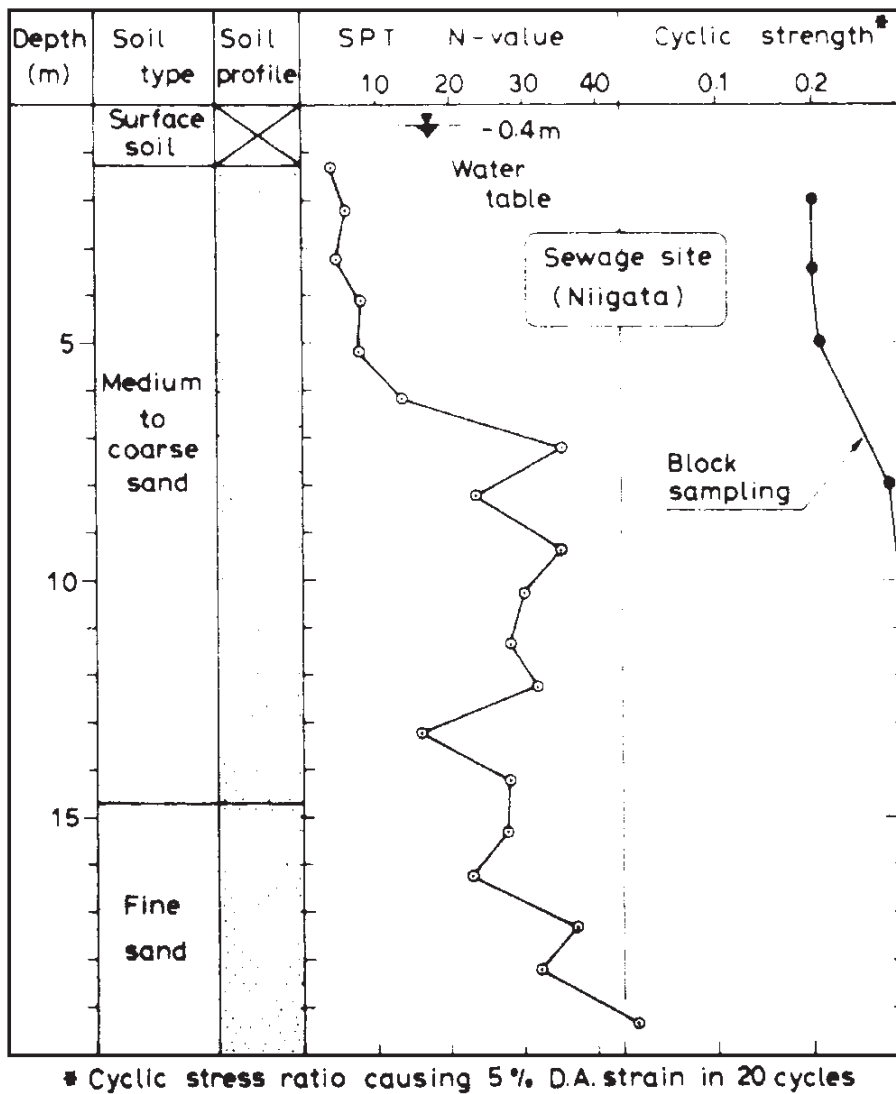 Depth (m)
Soil type
Soil profile
SPT N-value
10 20 30 40
Cyclic strength*
0.1 0.2
Surface soil
-0.4m
Water table
Sewage site
(Niigata)
5
Medium
to
coarse
sand
Block
sampling
10
15
Fine
sand
* Cyclic stress ratio causing 5% D.A. strain in 20 cycles